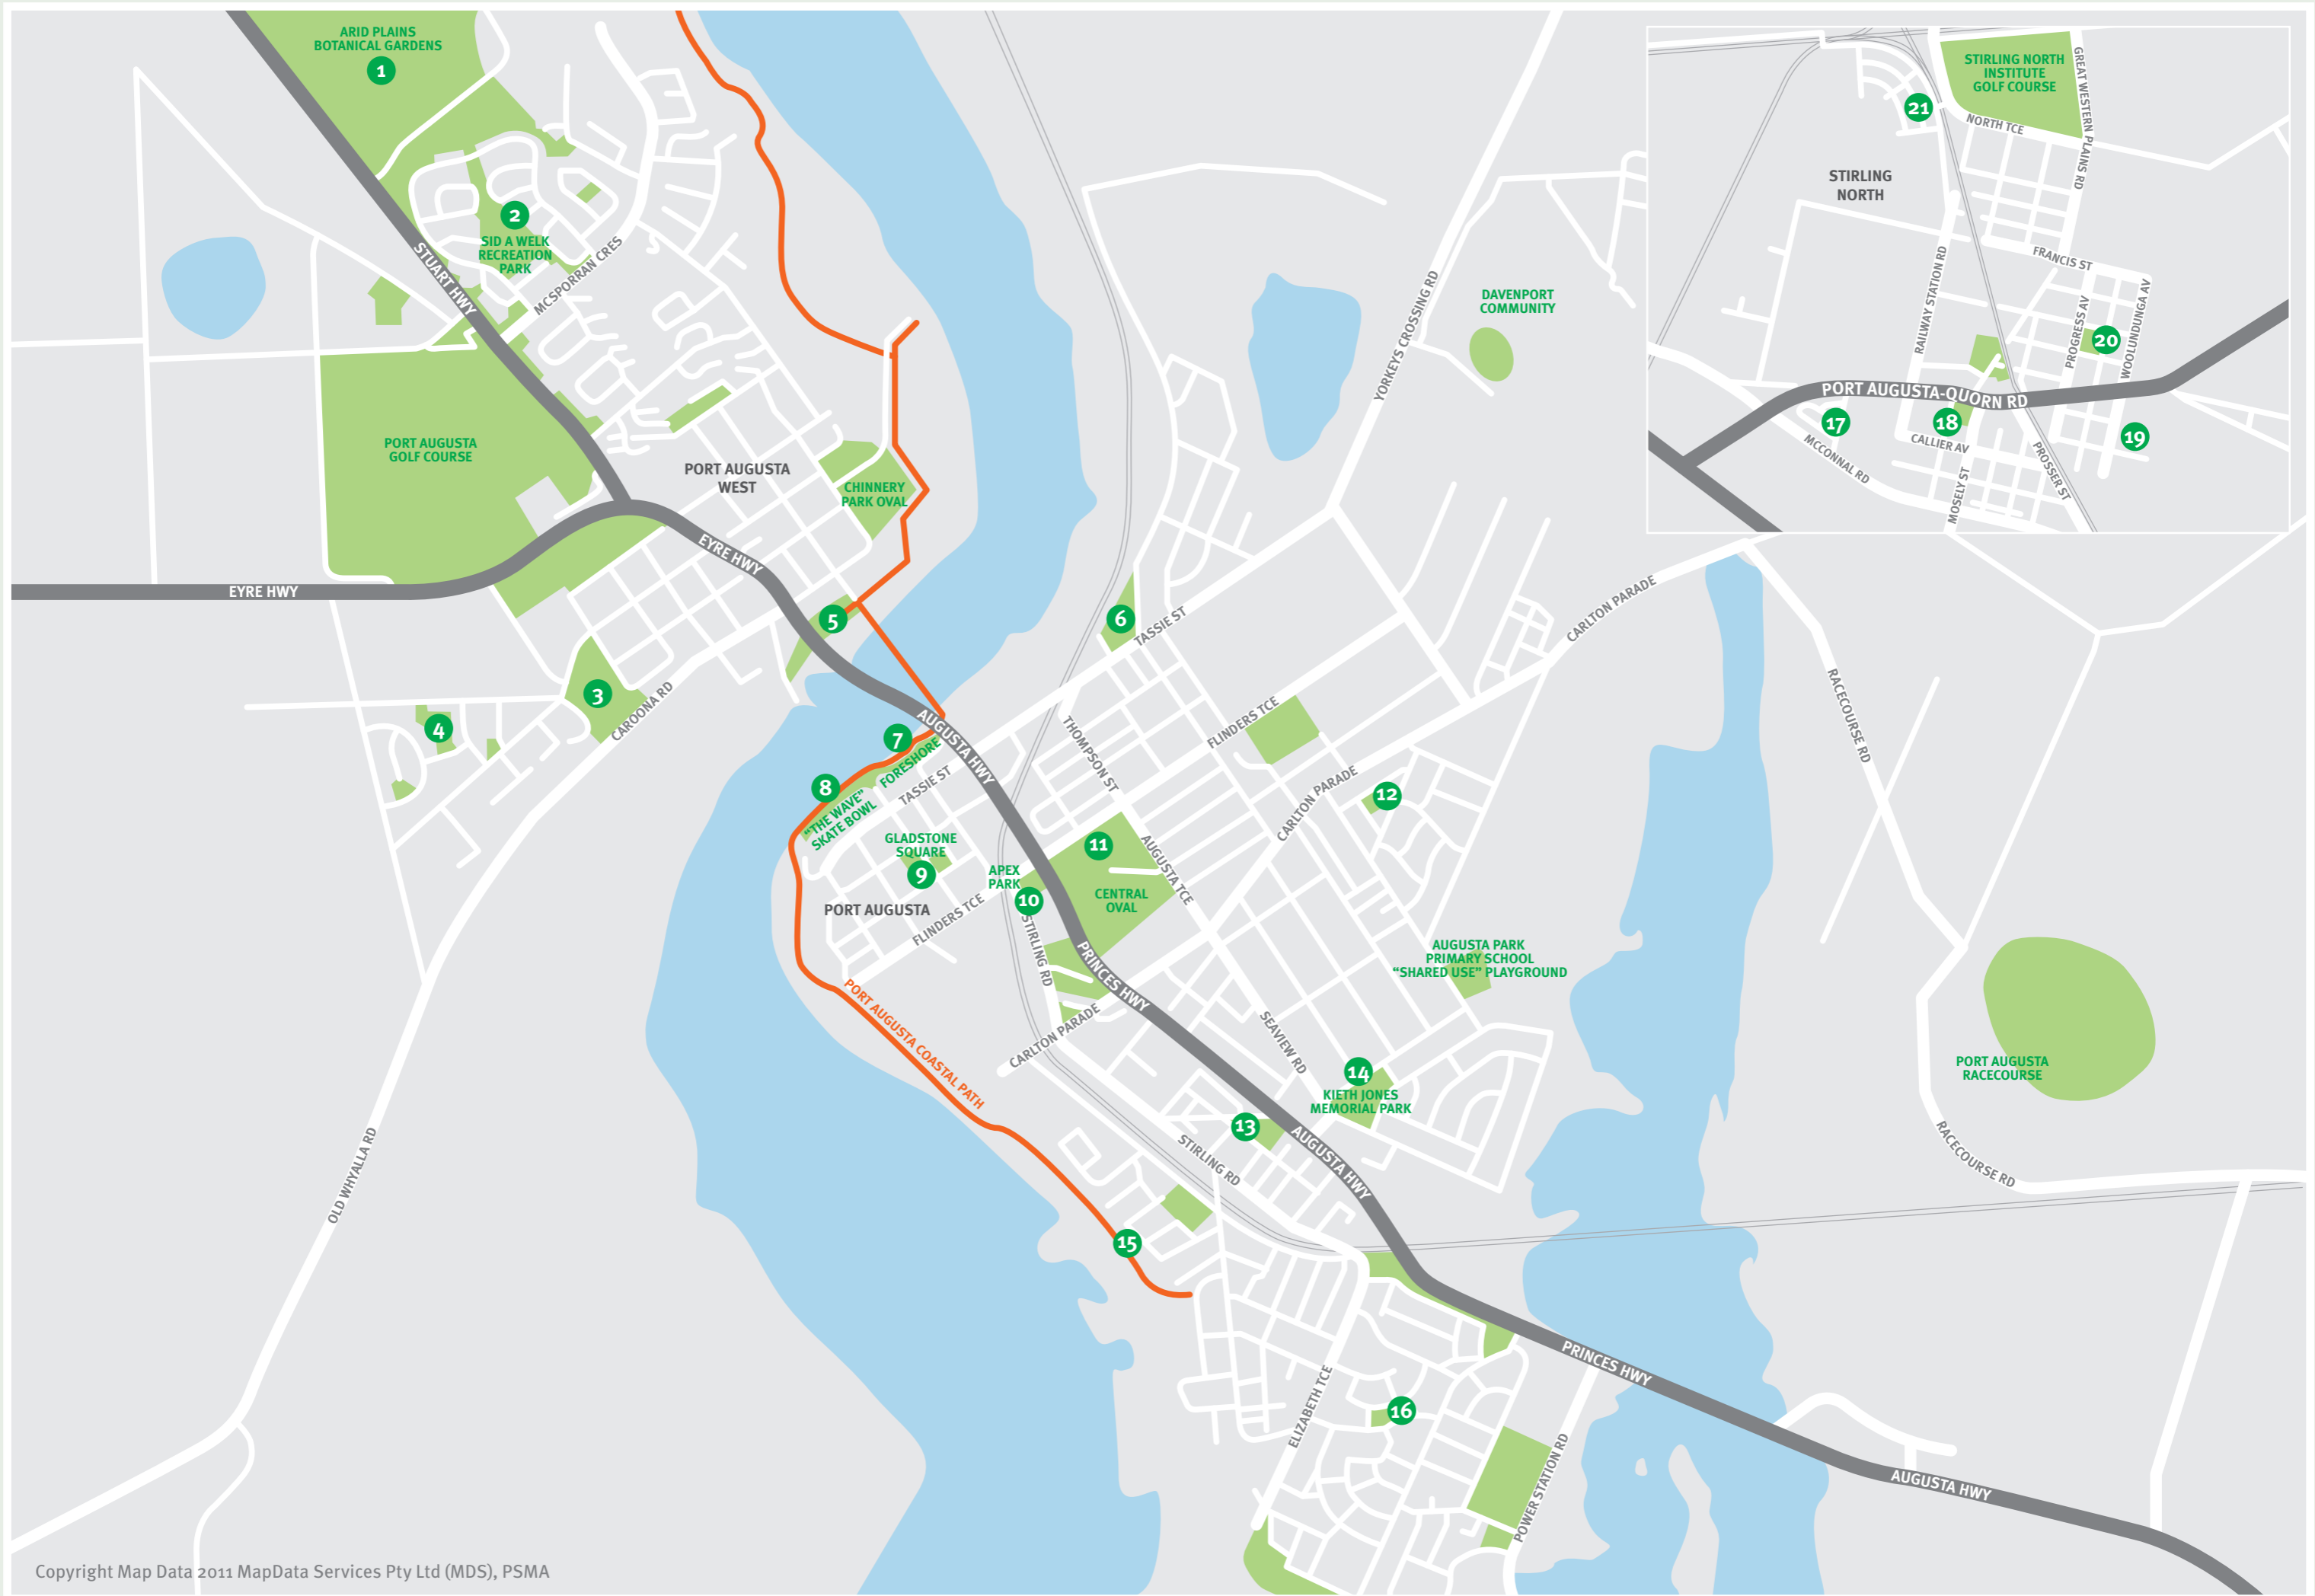 ARID PLAINS
BOTANICAL GARDENS
1
2
SID A WELK
RECREATION
PARK
MCSPORRAN CRES
STUART HWY
PORT AUGUSTA
GOLF COURSE
PORT AUGUSTA
WEST
CHINNERY
PARK OVAL
EYRE HWY
EYRE HWY
5
3
4
CAROONA RD
6
TASSIE ST
YORKEYS CROSSING RD
DAVENPORT
COMMUNITY
CARLTON PARADE
RACECOURSE RD
7
8
FORESHORE
"THE WAVE"
SKATE BOWL
TASSIE ST
AUGUSTA HWY
THOMPSON ST
FLINDERS TCE
CARLTON PARADE
12
GLADSTONE
SQUARE
9
APEX
PARK
10
11
CENTRAL
OVAL
AUGUSTA TCE
PORT AUGUSTA
FLINDERS TCE
STIRLING RD
PRINCES HWY
CARLTON PARADE
PORT AUGUSTA COASTAL PATH
AUGUSTA PARK
PRIMARY SCHOOL
"SHARED USE" PLAYGROUND
SEAVIEW RD
14
KIETH JONES
MEMORIAL PARK
13
STIRLING RD
AUGUSTA HWY
15
PORT AUGUSTA
RACECOURSE
RACECOURSE RD
OLD WHYALLA RD
PRINCES HWY
ELIZABETH TCE
16
POWER STATION RD
AUGUSTA HWY
STIRLING NORTH
INSTITUTE
GOLF COURSE
21
NORTH TCE
GREAT WESTERN PLAINS RD
STIRLING
NORTH
FRANCIS ST
RAILWAY STATION RD
PROGRESS AV
20
WOOLUNDUNGA AV
PORT AUGUSTA-QUORN RD
17
18
19
CALLIER AV
MCCONNAL RD
MOSELY ST
PROSSER ST
Copyright Map Data 2011 MapData Services Pty Ltd (MDS), PSMA